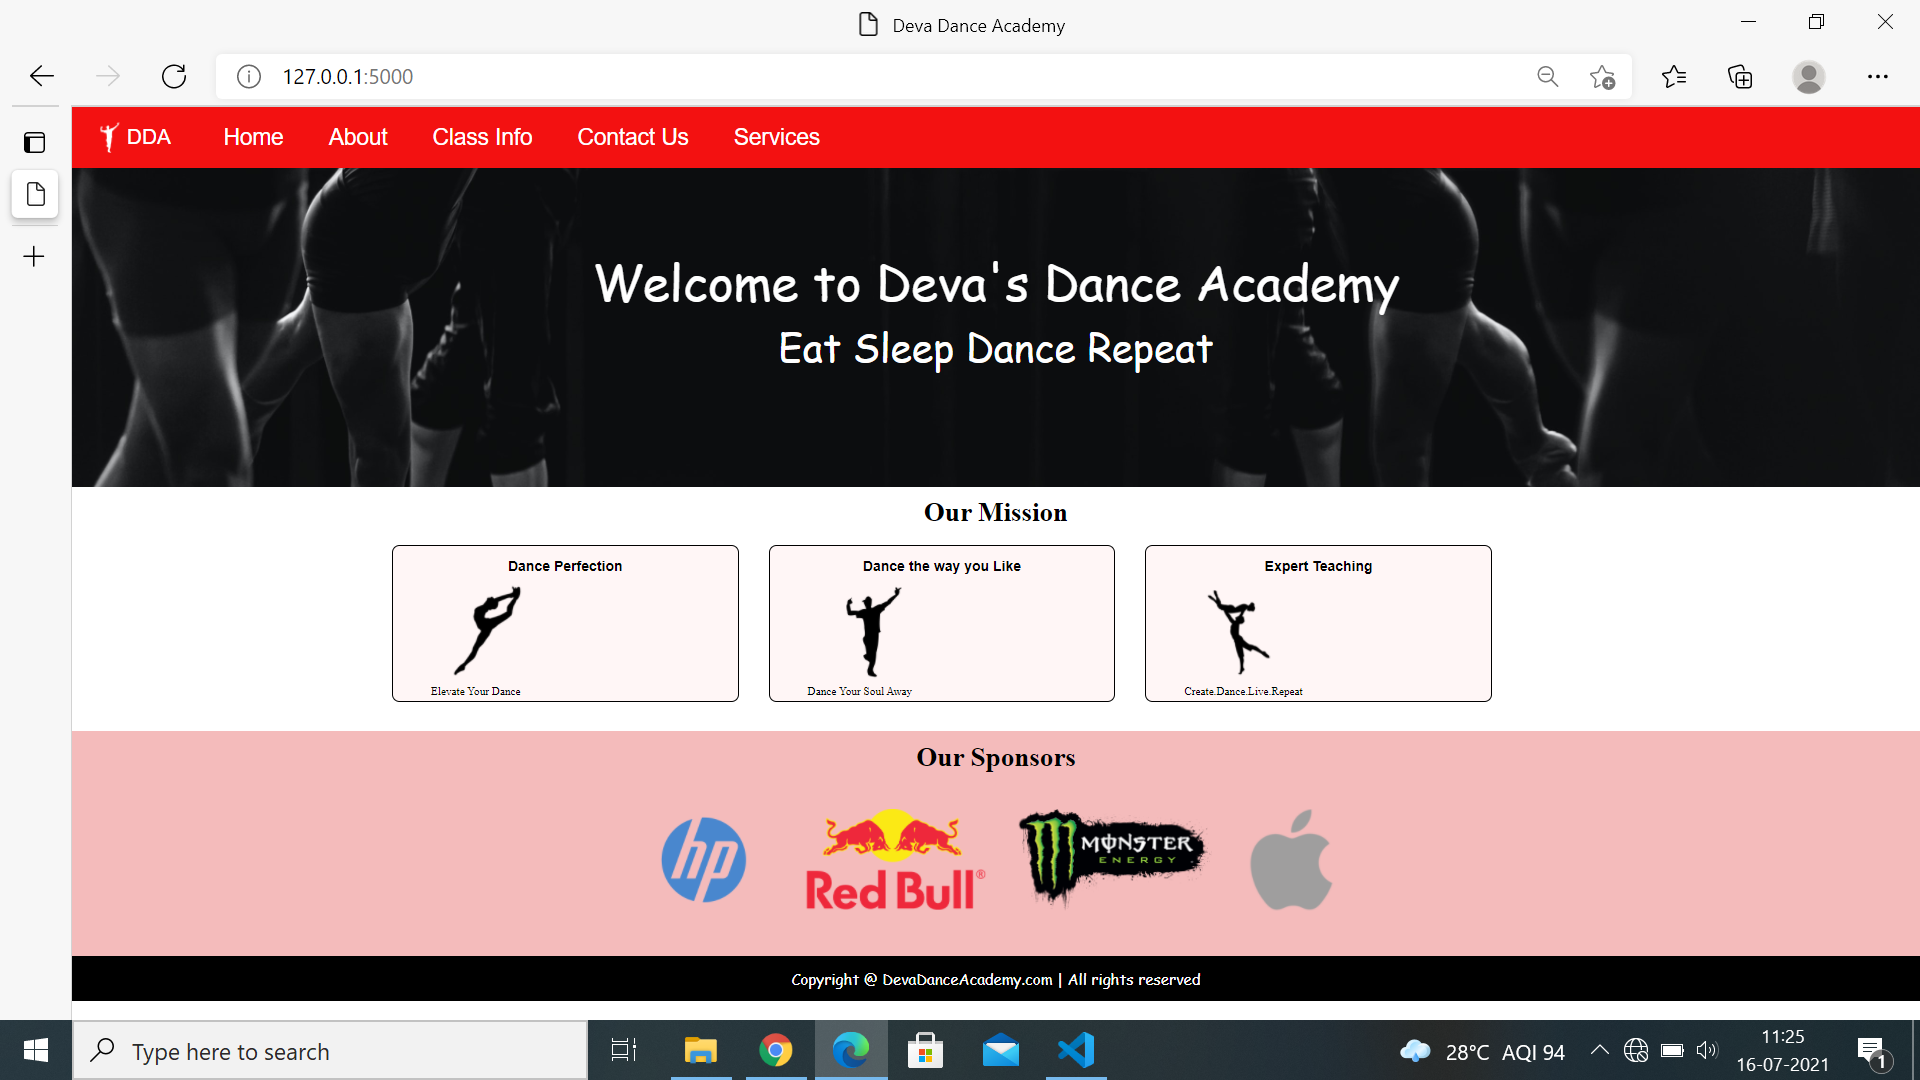 Deva Dance Academy
127.0.0.1:5000
DDA Home About Class Info Contact Us Services
Welcome to Deva's Dance Academy
Eat Sleep Dance Repeat
Our Mission
Dance Perfection
Elevate Your Dance
Dance the way you Like
Dance Your Soul Away
Expert Teaching
Create.Dance.Live.Repeat
Our Sponsors
hp
Red Bull®
MONSTER
ENERGY
Copyright @ DevaDanceAcademy.com | All rights reserved
Type here to search
28°C AQI 94
11:25
16-07-2021
1